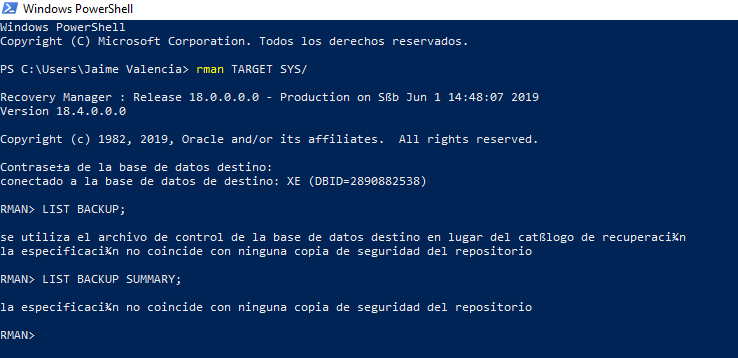 Windows PowerShell
Windows PowerShell
Copyright (C) Microsoft Corporation. Todos los derechos reservados.
PS C:\Users\Jaime Valencia> rman TARGET SYS/
Recovery Manager : Release 18.0.0.0.0 - Production on Sßb Jun 1 14:48:07 2019
Version 18.4.0.0.0
Copyright (c) 1982, 2019, Oracle and/or its affiliates.  All rights reserved.
Contrase±a de la base de datos destino:
conectado a la base de datos de destino: XE (DBID=2890882538)
RMAN> LIST BACKUP;
se utiliza el archivo de control de la base de datos destino en lugar del catßlogo de recuperaci¾n
la especificaci¾n no coincide con ninguna copia de seguridad del repositorio
RMAN> LIST BACKUP SUMMARY;
la especificaci¾n no coincide con ninguna copia de seguridad del repositorio
RMAN>